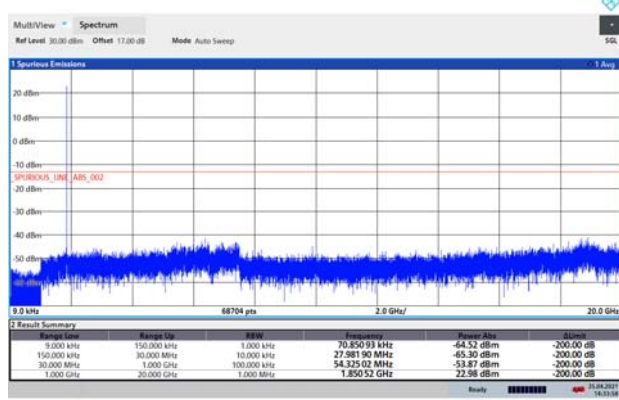 MultiView Spectrum
Ref Level 30.00 dBm Offset 17.00 dB Mode Auto Sweep SGL
1 Spurious Emissions 1 Avg
20 dBm
10 dBm
0 dBm
-10 dBm
SPURIOUS_LINE_ABS_002
-20 dBm
-30 dBm
-40 dBm
-50 dBm
-60 dBm
9.0 kHz 68704 pts 2.0 GHz/ 20.0 GHz
2 Result Summary
Range Low Range Up RBW Frequency Power Abs ΔLimit
9.000 kHz 150.000 kHz 1.000 kHz 70.850 93 kHz -64.52 dBm -200.00 dB
150.000 kHz 30.000 MHz 10.000 kHz 27.981 90 MHz -65.30 dBm -200.00 dB
30.000 MHz 1.000 GHz 100.000 kHz 54.325 02 MHz -53.87 dBm -200.00 dB
1.000 GHz 20.000 GHz 1.000 MHz 1.850 52 GHz 22.98 dBm -200.00 dB
Ready 25.04.2021
14:33:54